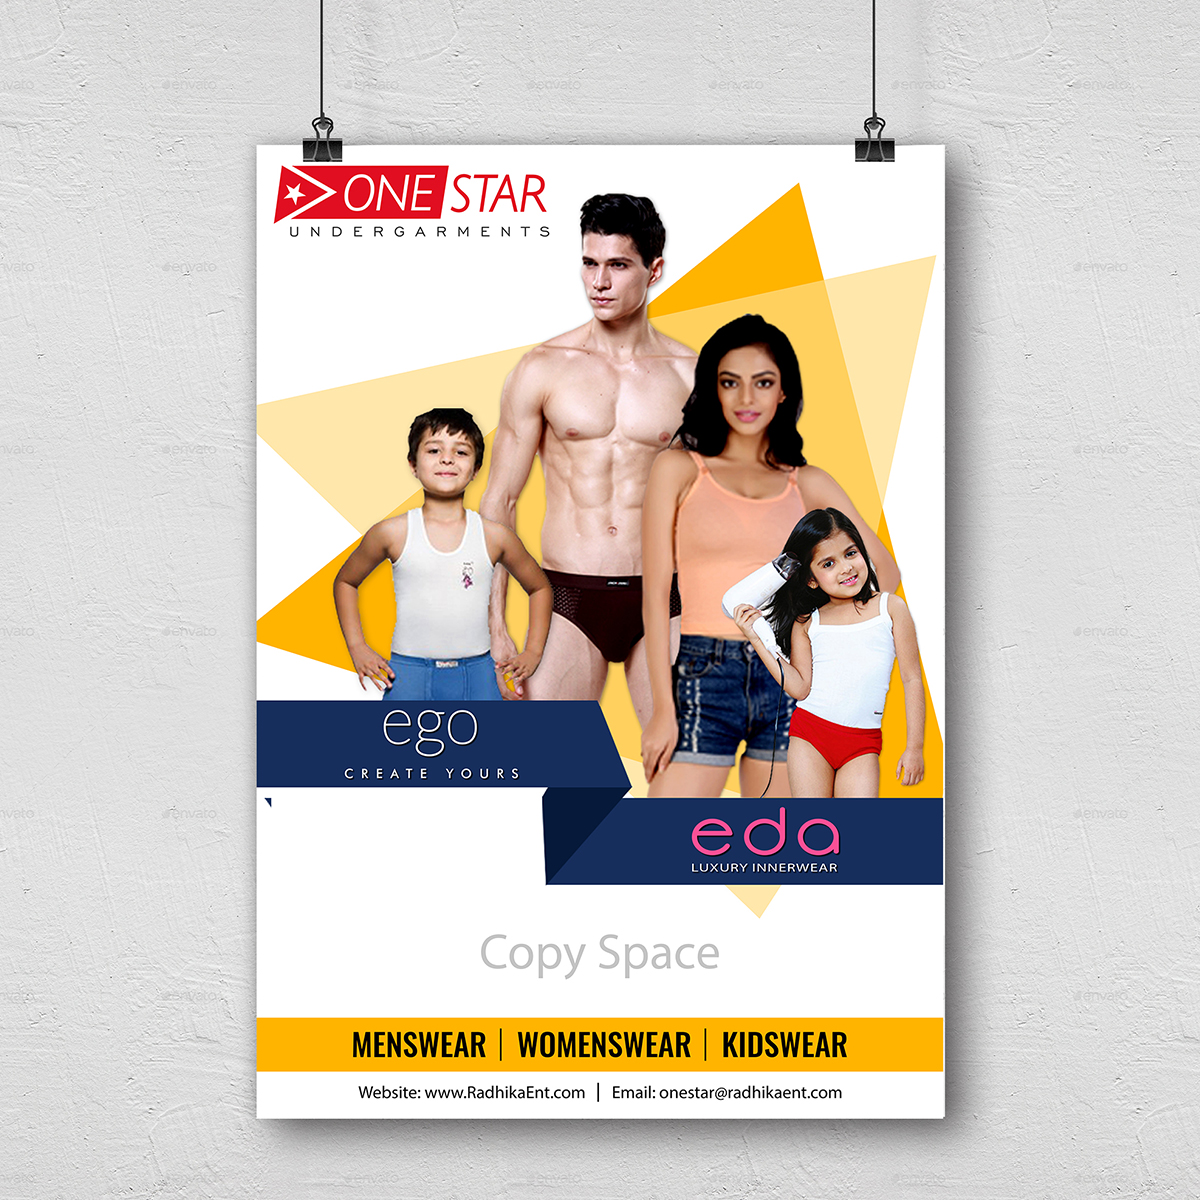 ONE STAR
UNDERGARMENTS
ego
CREATE YOURS
eda
LUXURY INNERWEAR
Copy Space
MENSWEAR | WOMENSWEAR | KIDSWEAR
Website: www.RadhikaEnt.com | Email: onestar@radhikaent.com
envato